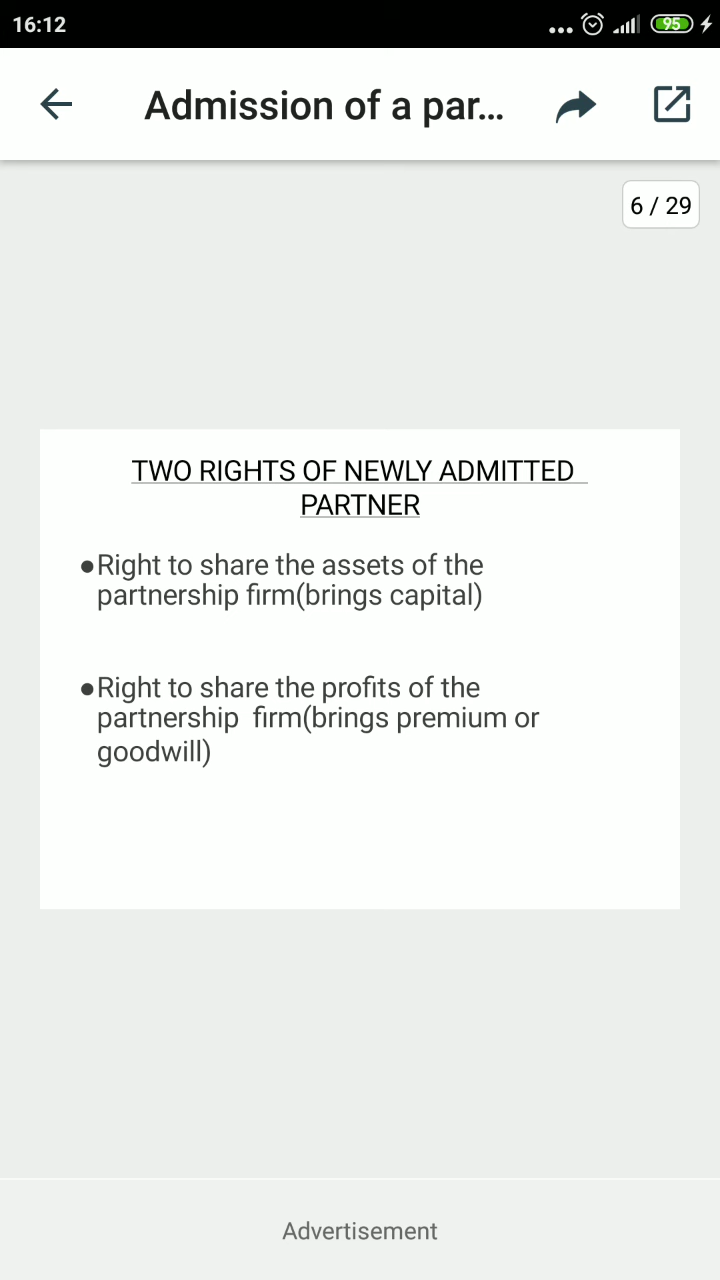 16:12
95
Admission of a par...
6 / 29
TWO RIGHTS OF NEWLY ADMITTED
PARTNER
●Right to share the assets of the
partnership firm(brings capital)
●Right to share the profits of the
partnership  firm(brings premium or
goodwill)
Advertisement